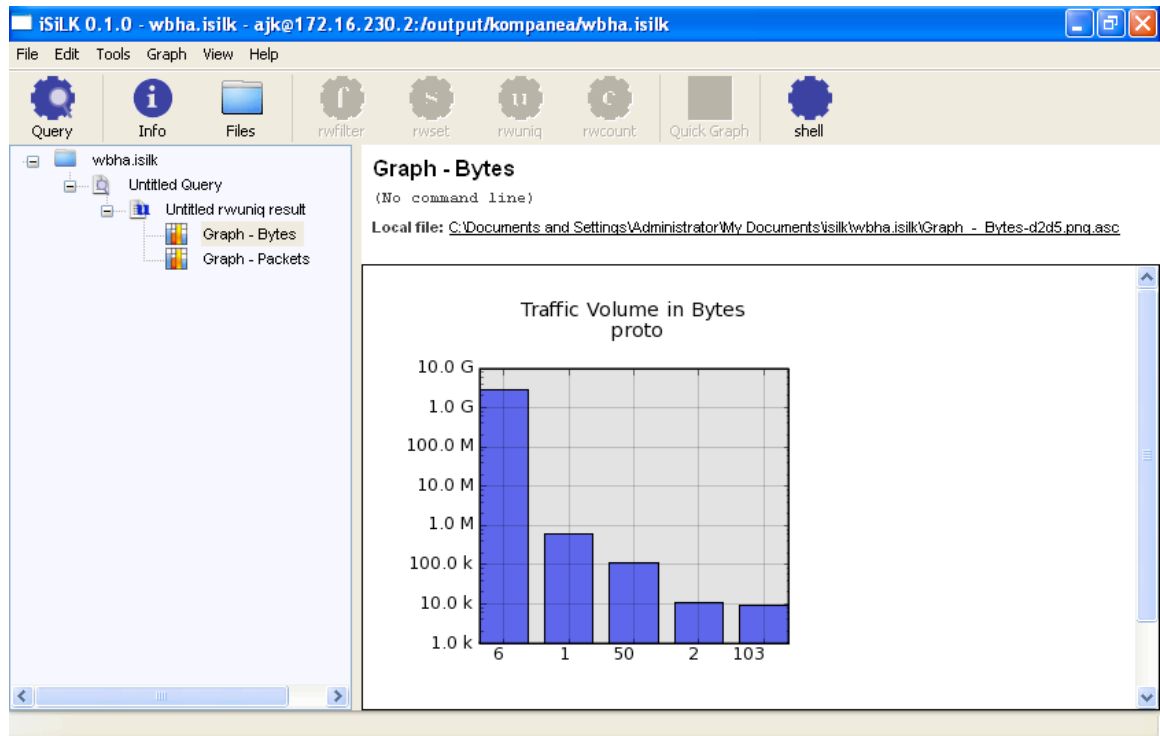 iSiLK 0.1.0 - wbha.isilk - ajk@172.16.230.2:/output/kompanea/wbha.isilk
File Edit Tools Graph View Help
Query Info Files rwfilter rwset rwuniq rwcount Quick Graph shell
wbha.isilk
Untitled Query
Untitled rwuniq result
Graph - Bytes
Graph - Packets
Graph - Bytes
(No command line)
Local file: C:\Documents and Settings\Administrator\My Documents\isilk\wbha.isilk\Graph_-_Bytes-d2d5.png.asc
Traffic Volume in Bytes
proto
10.0 G
1.0 G
100.0 M
10.0 M
1.0 M
100.0 k
10.0 k
1.0 k
6 1 50 2 103